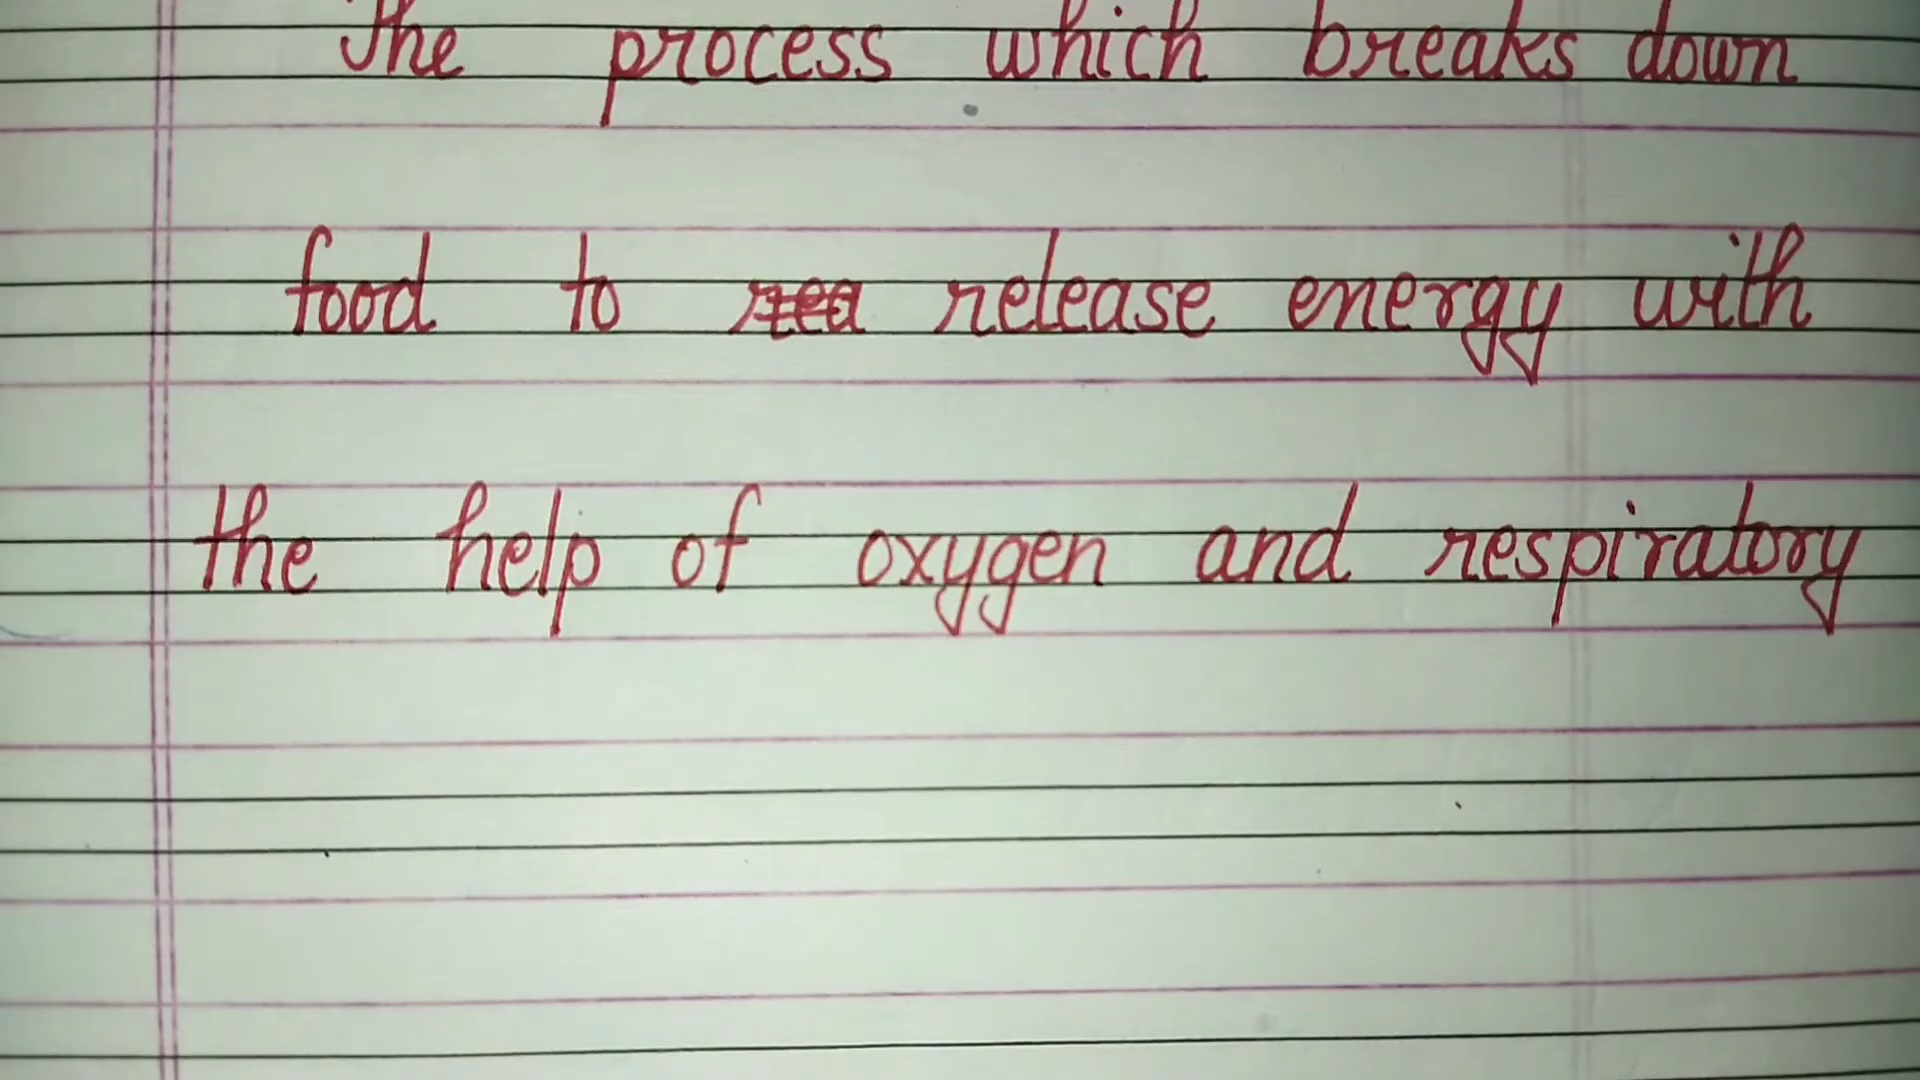 The process which breaks down
food to release energy with
the help of oxygen and respiratory